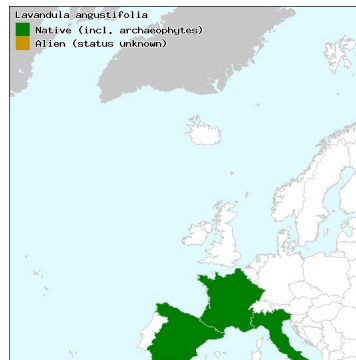 Lavandula angustifolia
Native (incl. archaeophytes)
Alien (status unknown)